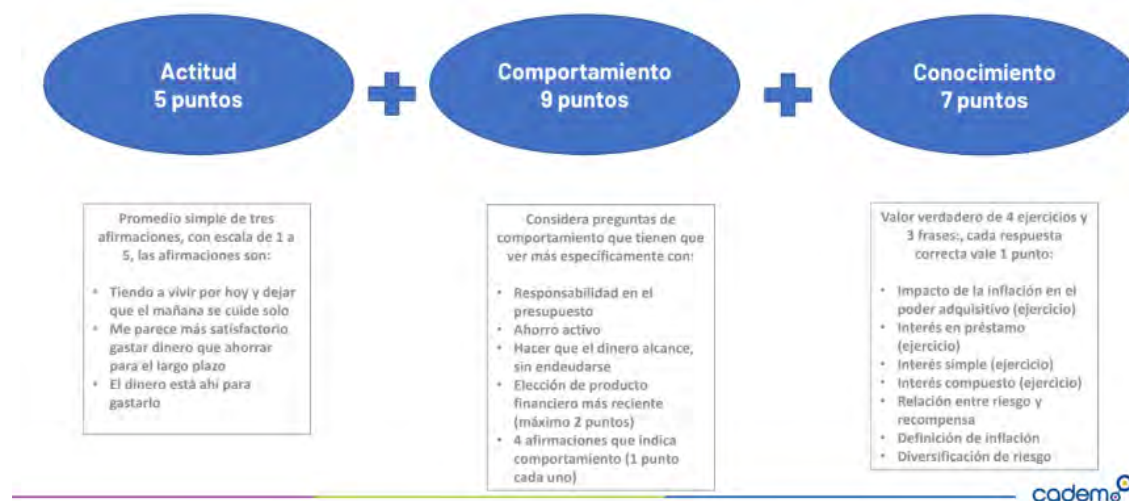 Actitud
5 puntos
Comportamiento
9 puntos
Conocimiento
7 puntos
Promedio simple de tres
afirmaciones, con escala de 1 a
5, las afirmaciones son:
• Tiendo a vivir por hoy y dejar
que el mañana se cuide solo
• Me parece más satisfactorio
gastar dinero que ahorrar
para el largo plazo
• El dinero está ahí para
gastarlo
Considera preguntas de
comportamiento que tienen que
ver más específicamente con:
• Responsabilidad en el
presupuesto
• Ahorro activo
• Hacer que el dinero alcance,
sin endeudarse
• Elección de producto
financiero más reciente
(máximo 2 puntos)
• 4 afirmaciones que indica
comportamiento (1 punto
cada uno)
Valor verdadero de 4 ejercicios y
3 frases:, cada respuesta
correcta vale 1 punto:
• Impacto de la inflación en el
poder adquisitivo (ejercicio)
• Interés en préstamo
(ejercicio)
• Interés simple (ejercicio)
• Interés compuesto (ejercicio)
• Relación entre riesgo y
recompensa
• Definición de inflación
• Diversificación de riesgo
cadem